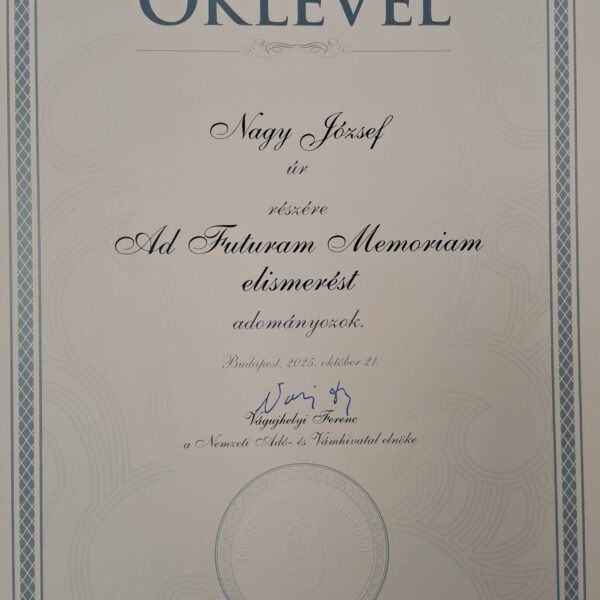 OKLEVÉL
Nagy József
úr
részére
Ad Futuram Memoriam
elismerést
adományozok.
Budapest, 2025. október 21.
Vágujhelyi Ferenc
a Nemzeti Adó- és Vámhivatal elnöke